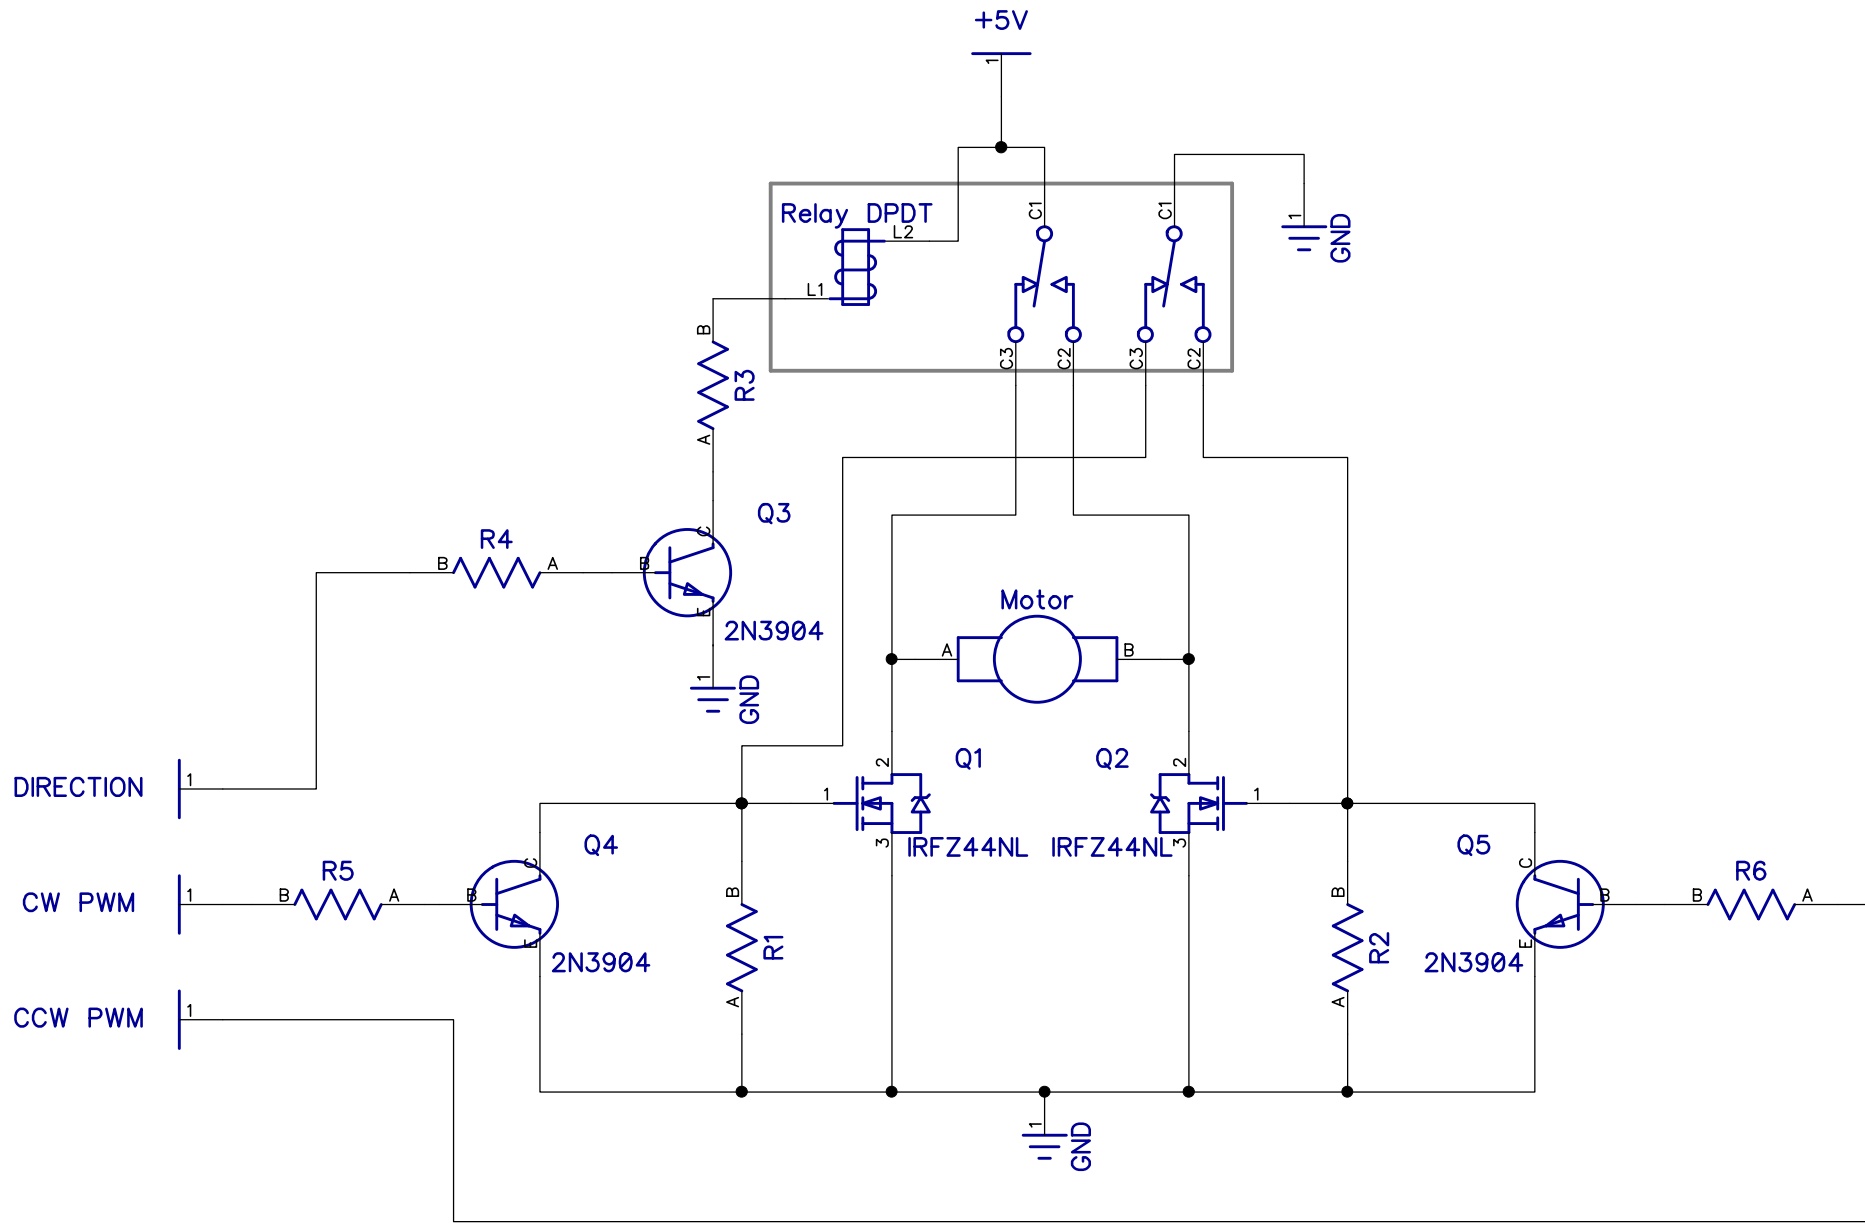 +5V
1
Relay DPDT
L2
C1
C1
1
GND
L1
B
C3
C2
C3
C2
R3
A
Q3
C
R4
B
A
B
E
2N3904
Motor
A
B
1
GND
DIRECTION
1
2
Q1
Q2
2
1
1
3
IRFZ44NL
IRFZ44NL
3
Q4
C
Q5
C
R5
R6
CW PWM
1
B
A
B
B
B
A
B
B
E
2N3904
R1
R2
E
2N3904
A
A
CCW PWM
1
1
GND